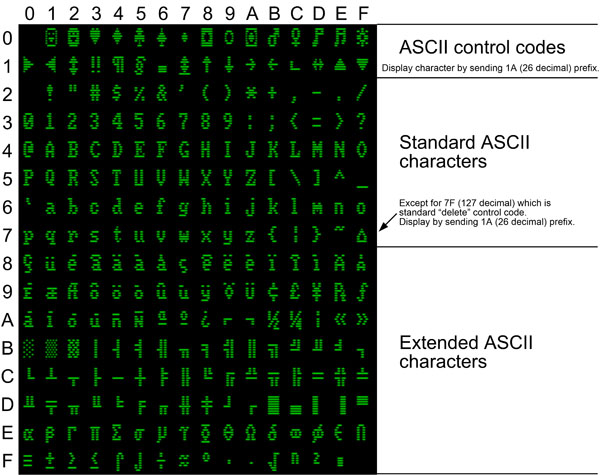 0 1 2 3 4 5 6 7 8 9 A B C D E F
0 ☺ ☻ ♥ ♦ ♣ ♠ • ◘ ○ ◙ ♂ ♀ ♪ ♫ ☼
1 ► ◄ ↕ ‼ ¶ § ▬ ↨ ↑ ↓ → ← ∟ ↔ ▲ ▼
2 ! " # $ % & ' ( ) * + , - . /
3 0 1 2 3 4 5 6 7 8 9 : ; < = > ?
4 @ A B C D E F G H I J K L M N O
5 P Q R S T U V W X Y Z [ \ ] ^ _
6 ` a b c d e f g h i j k l m n o
7 p q r s t u v w x y z { ¦ } ~ ⌂
8 Ç ü é â ä à å ç ê ë è ï î ì Ä Å
9 É æ Æ ô ö ò û ù ÿ Ö Ü ¢ £ ¥ ₧ ƒ
A á í ó ú ñ Ñ ª º ¿ ⌐ ¬ ½ ¼ ¡ « »
B ░ ▒ ▓ │ ┤ ╡ ╢ ╖ ╕ ╣ ║ ╗ ╝ ╜ ╛ ┐
C └ ┴ ┬ ├ ─ ┼ ╞ ╟ ╚ ╔ ╩ ╦ ╠ ═ ╬ ╧
D ╨ ╤ ╥ ╙ ╘ ╒ ╓ ╫ ╪ ┘ ┌ █ ▄ ▌ ▐ ▀
E α β Γ π Σ σ µ τ Φ θ Ω δ ∞ φ ∈ ∩
F ≡ ± ≥ ≤ ⌠ ⌡ ÷ ≈ ° ∙ · √ ⁿ ² ■
ASCII control codes
Display character by sending 1A (26 decimal) prefix.
Standard ASCII
characters
Except for 7F (127 decimal) which is
standard “delete” control code.
Display by sending 1A (26 decimal) prefix.
Extended ASCII
characters